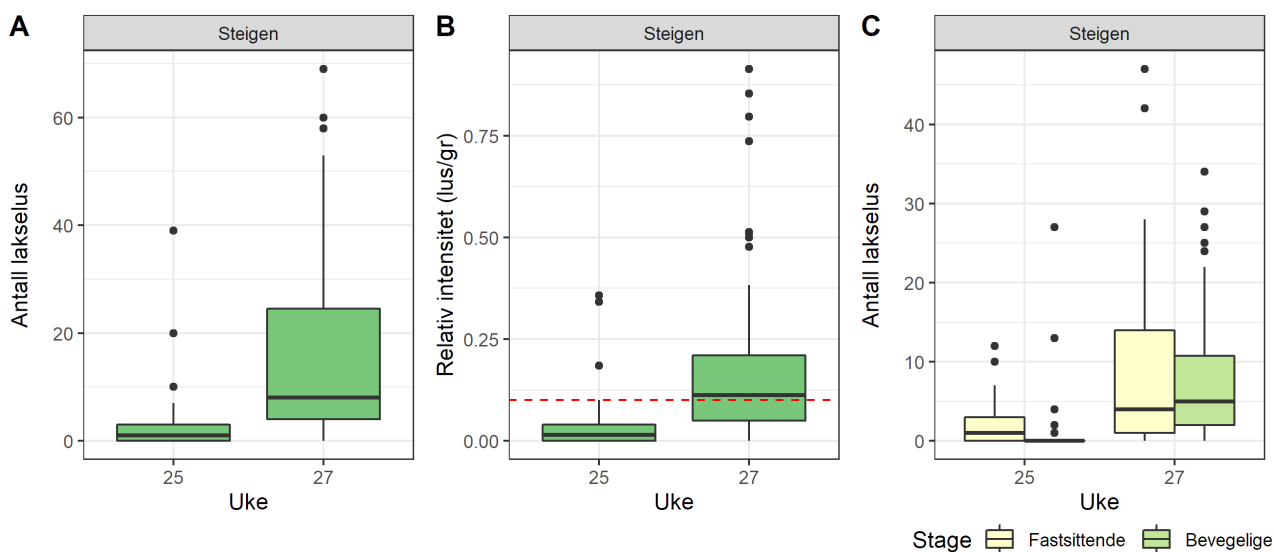 A
Steigen
Antall lakselus
60
40
20
0
25
27
Uke
B
Steigen
Relativ intensitet (lus/gr)
0.75
0.50
0.25
0.00
25
27
Uke
C
Steigen
Antall lakselus
40
30
20
10
0
25
27
Uke
Stage Fastsittende Bevegelige